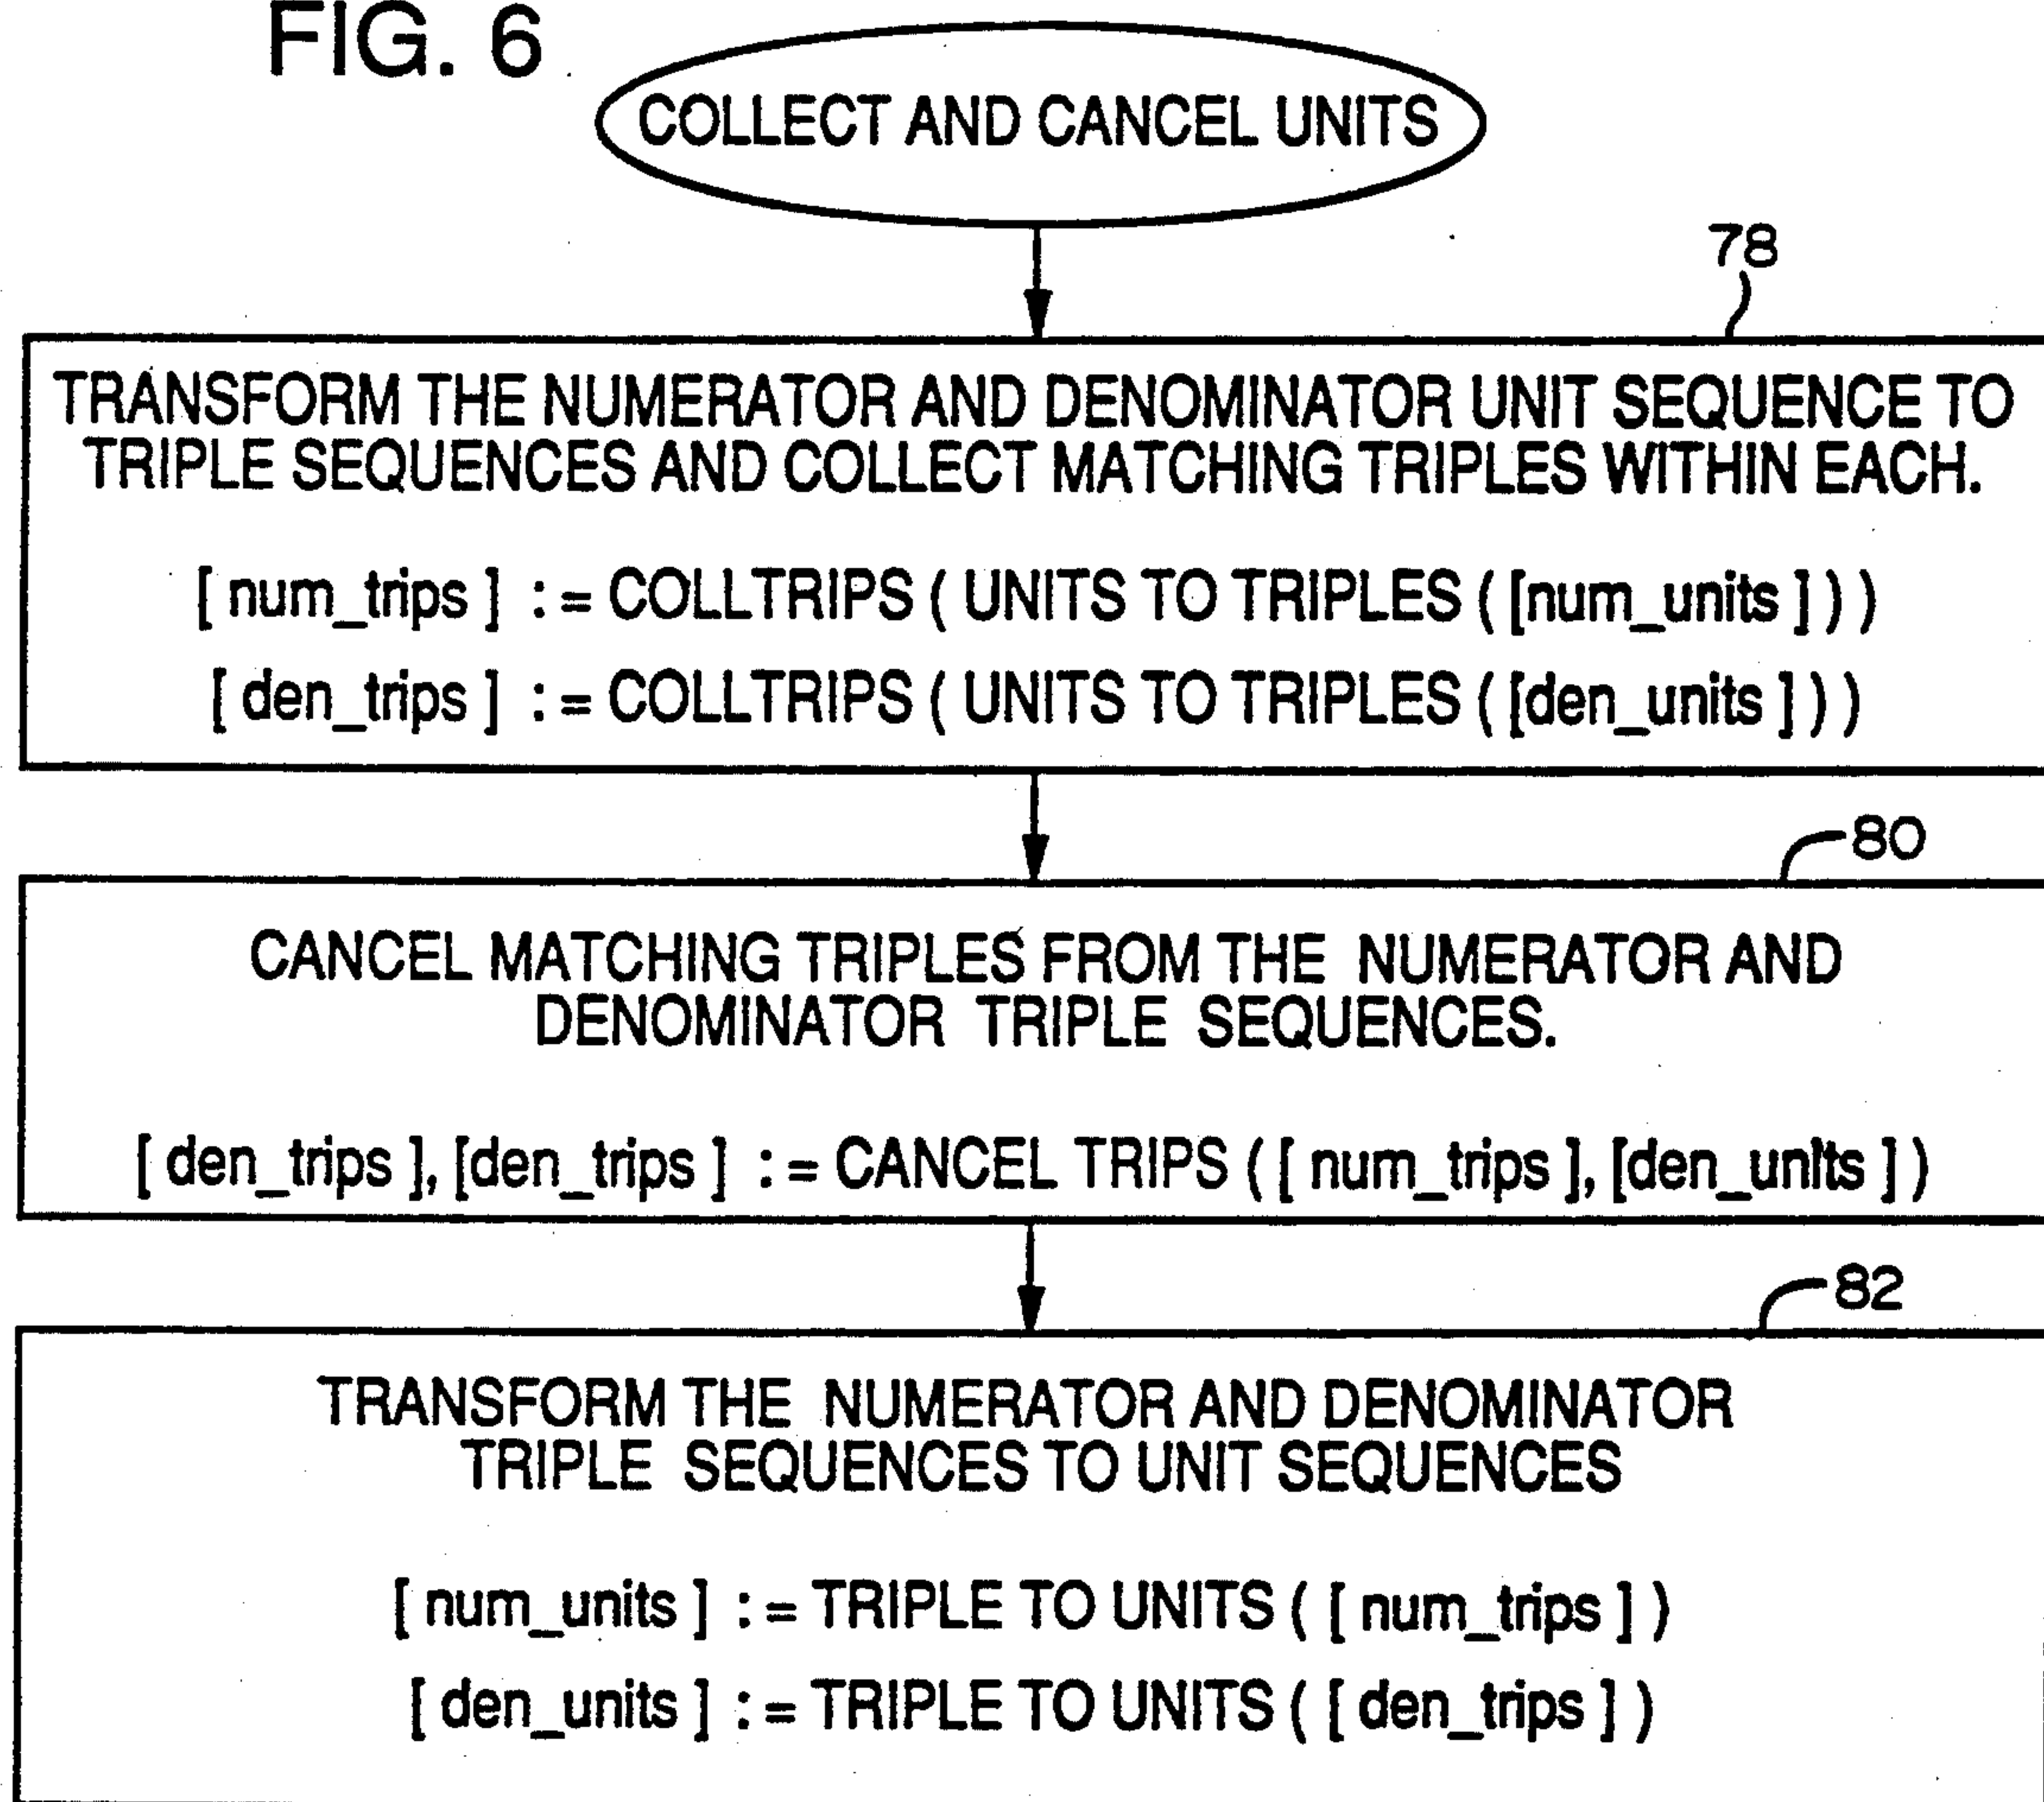 FIG. 6
COLLECT AND CANCEL UNITS
78
TRANSFORM THE NUMERATOR AND DENOMINATOR UNIT SEQUENCE TO
TRIPLE SEQUENCES AND COLLECT MATCHING TRIPLES WITHIN EACH.
[ num_trips ] := COLLTRIPS ( UNITS TO TRIPLES ( [num_units ] ) )
[ den_trips ] := COLLTRIPS ( UNITS TO TRIPLES ( [den_units ] ) )
80
CANCEL MATCHING TRIPLES FROM THE NUMERATOR AND
DENOMINATOR TRIPLE SEQUENCES.
[ den_trips ], [den_trips ] := CANCEL TRIPS ( [ num_trips ], [den_units ] )
82
TRANSFORM THE NUMERATOR AND DENOMINATOR
TRIPLE SEQUENCES TO UNIT SEQUENCES
[ num_units ] := TRIPLE TO UNITS ( [ num_trips ] )
[ den_units ] := TRIPLE TO UNITS ( [ den_trips ] )